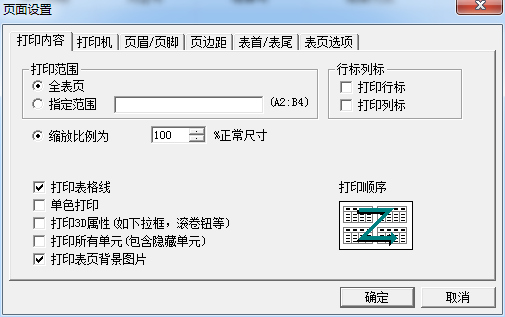 页面设置
打印内容 打印机 页眉/页脚 页边距 表首/表尾 表页选项
打印范围
全表页
指定范围 (A2:B4)
行标列标
打印行标
打印列标
缩放比例为 100 %正常尺寸
打印表格线
单色打印
打印3D属性(如下拉框，滚卷钮等)
打印所有单元(包含隐藏单元)
打印表页背景图片
打印顺序
确定 取消